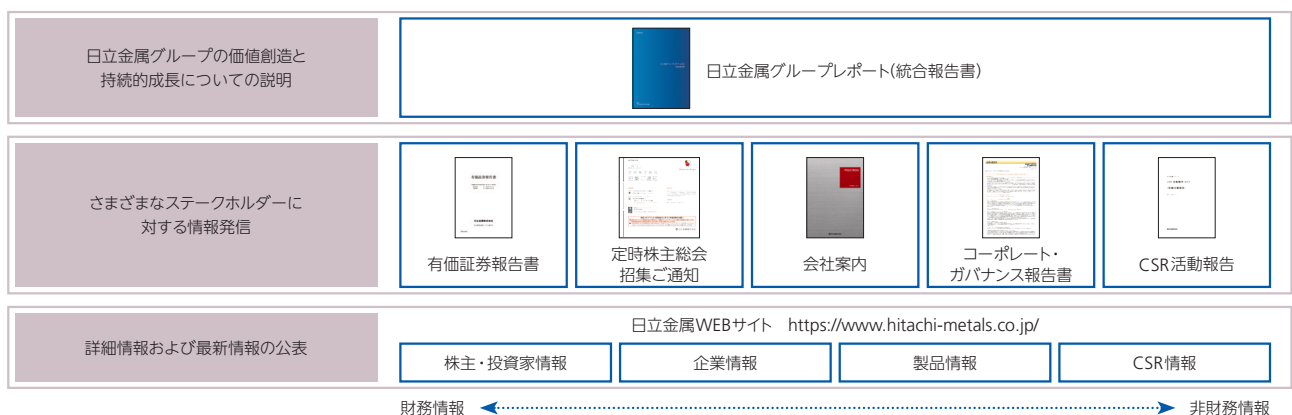 日立金属グループの価値創造と
持続的成長についての説明
日立金属グループレポート(統合報告書)
さまざまなステークホルダーに
対する情報発信
有価証券報告書
有価証券報告書
定時株主総会
招集ご通知
会社案内
コーポレート・
ガバナンス報告書
CSR活動報告
詳細情報および最新情報の公表
日立金属WEBサイト https://www.hitachi-metals.co.jp/
株主・投資家情報
企業情報
製品情報
CSR情報
財務情報
非財務情報